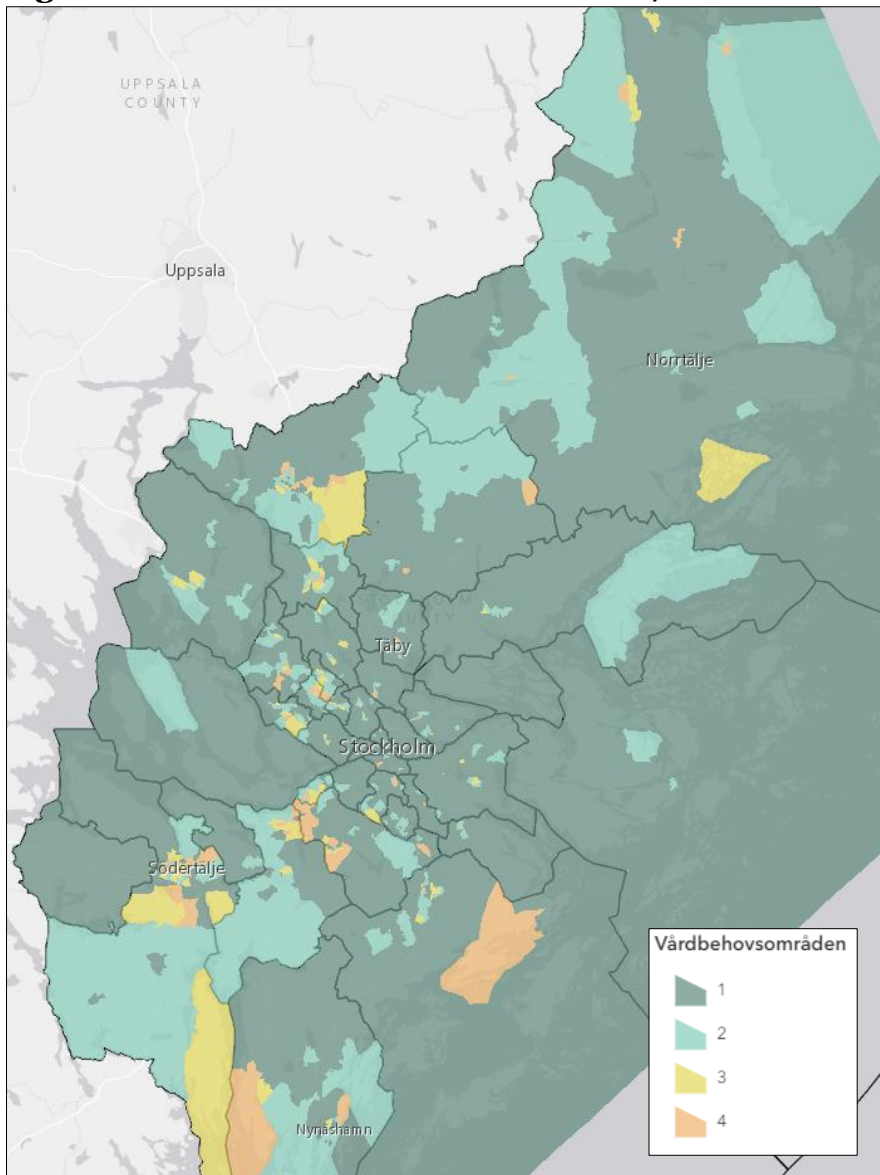 UPPSALA
COUNTY
Uppsala
Norrtälje
Täby
Stockholm
Södertälje
Nynäshamn
Vårdbehovsområden
1
2
3
4